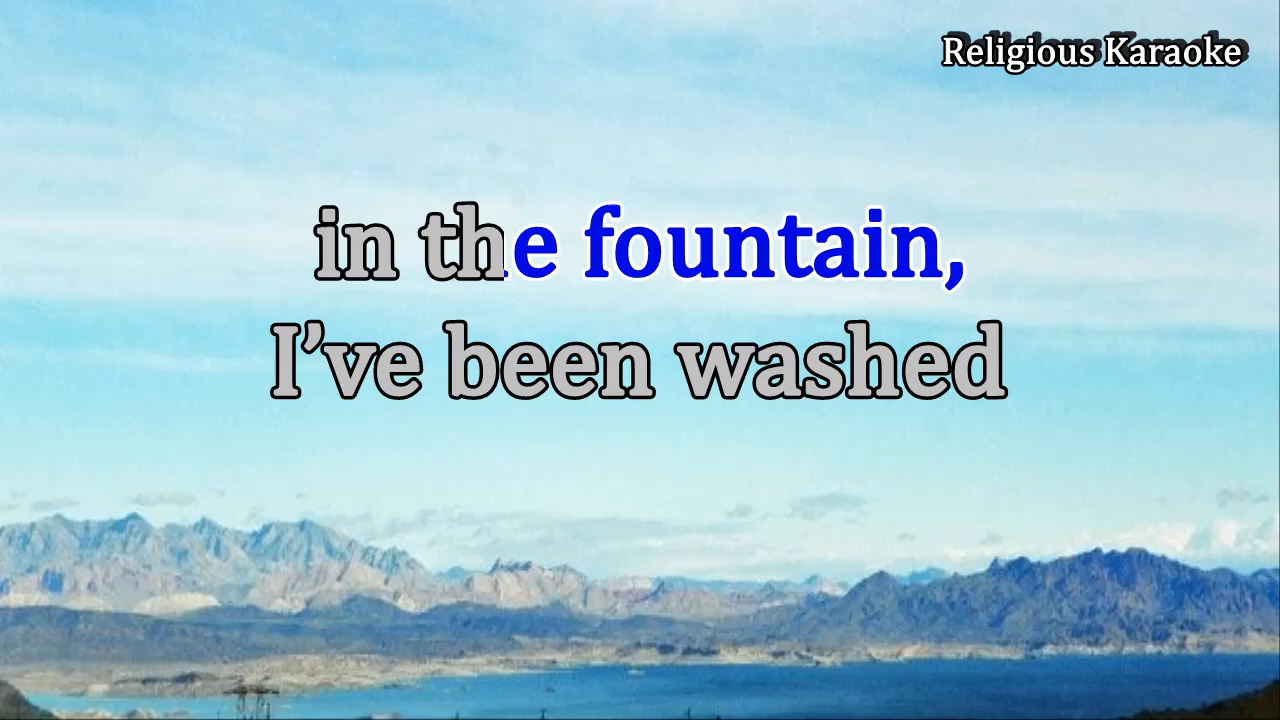 Religious Karaoke
in the fountain,
I’ve been washed